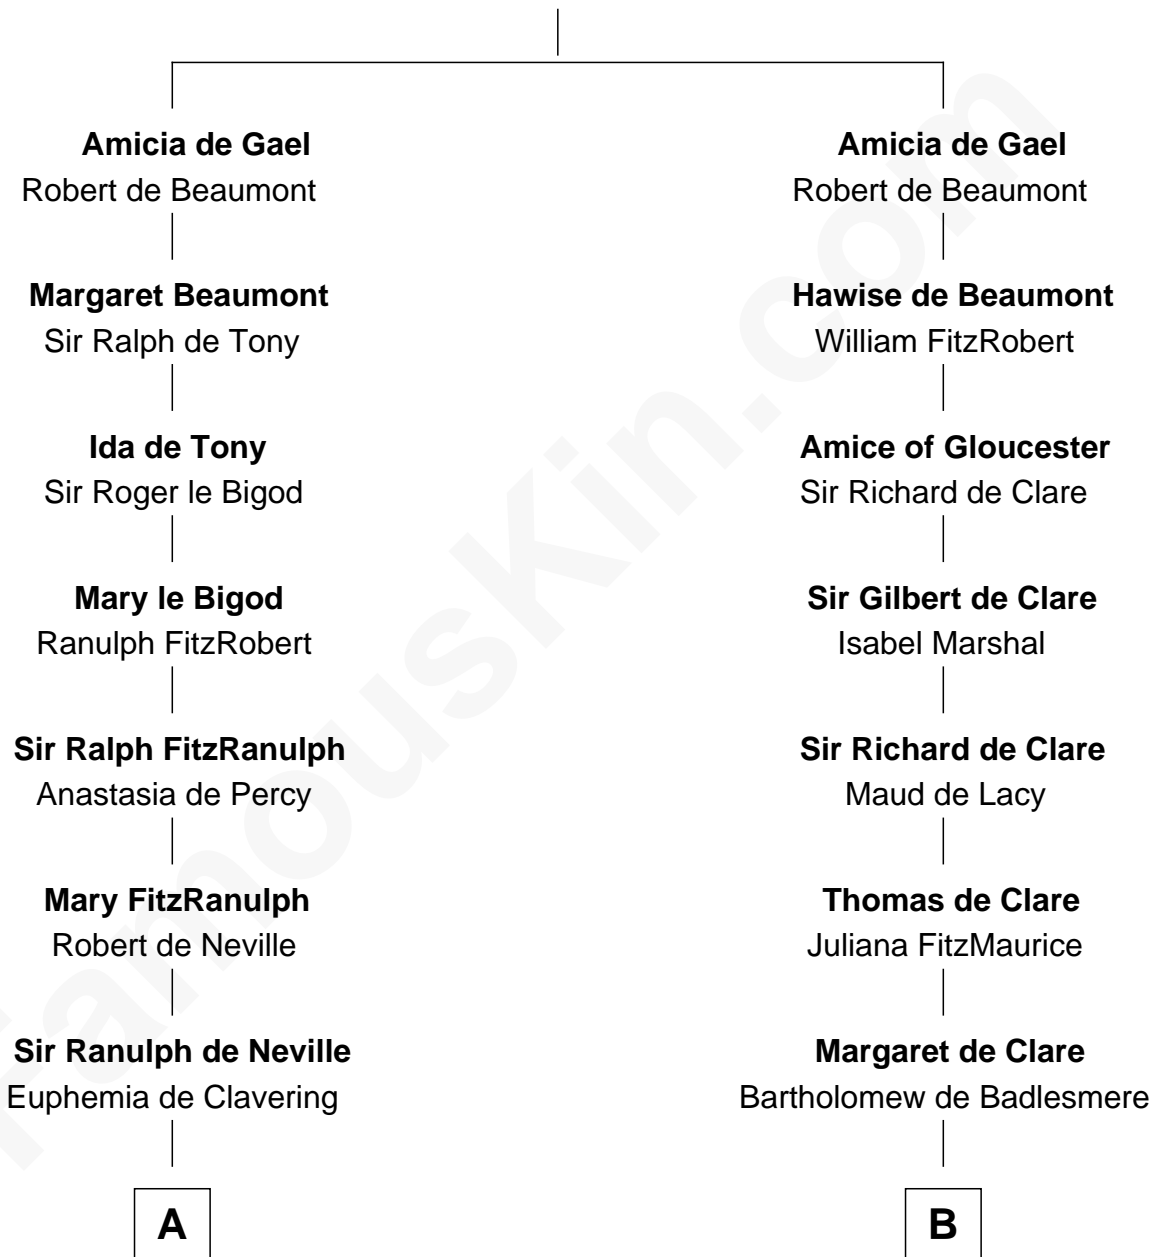 Amicia de Gael
Robert de Beaumont
Margaret Beaumont
Sir Ralph de Tony
Ida de Tony
Sir Roger le Bigod
Mary le Bigod
Ranulph FitzRobert
Sir Ralph FitzRanulph
Anastasia de Percy
Mary FitzRanulph
Robert de Neville
Sir Ranulph de Neville
Euphemia de Clavering
A
Amicia de Gael
Robert de Beaumont
Hawise de Beaumont
William FitzRobert
Amice of Gloucester
Sir Richard de Clare
Sir Gilbert de Clare
Isabel Marshal
Sir Richard de Clare
Maud de Lacy
Thomas de Clare
Juliana FitzMaurice
Margaret de Clare
Bartholomew de Badlesmere
B
FamousKin.com